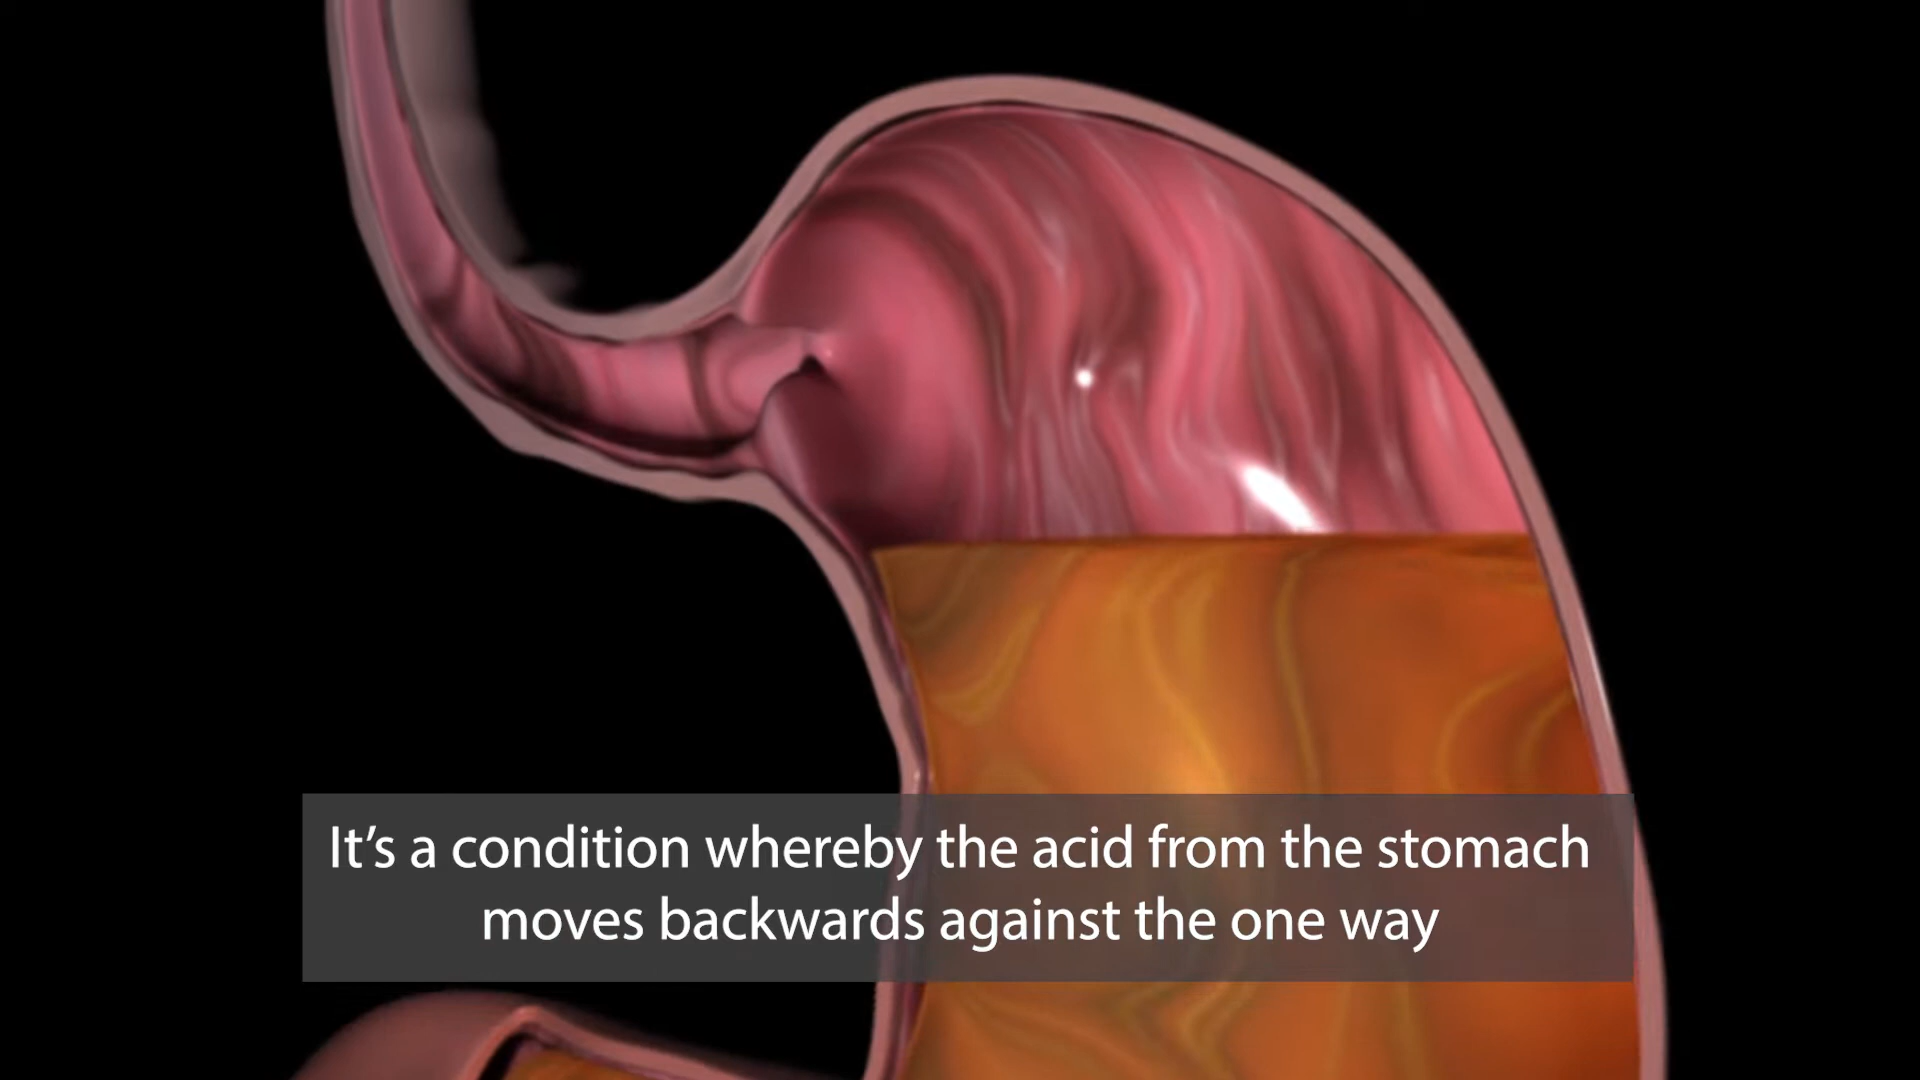 It’s a condition whereby the acid from the stomach
moves backwards against the one way